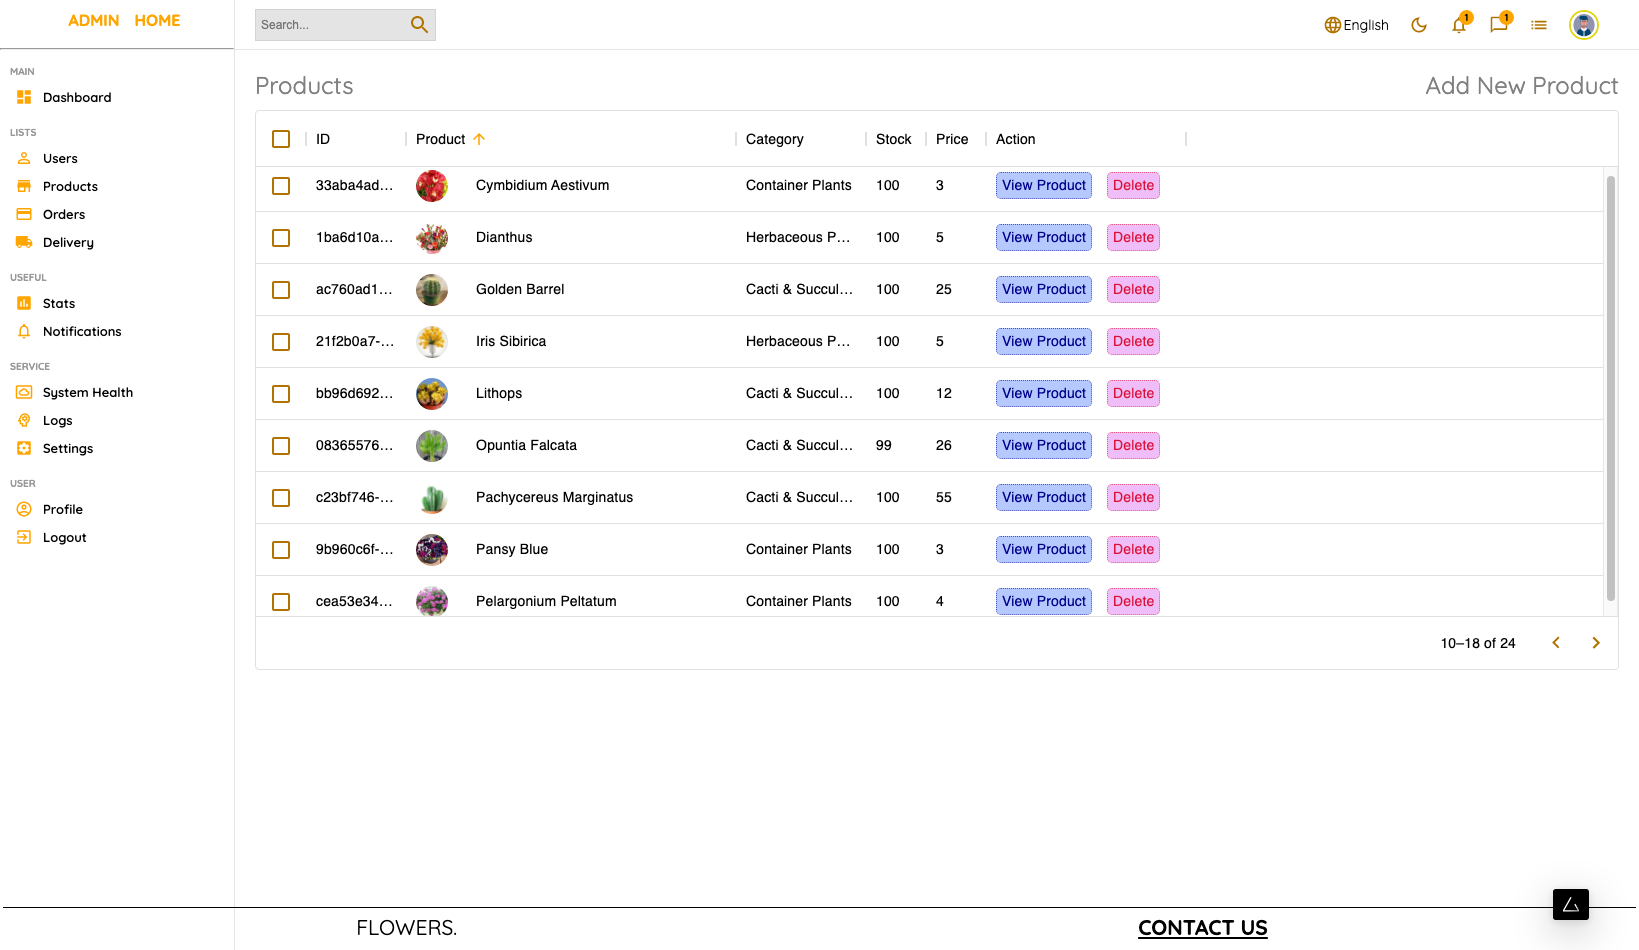 ADMIN HOME
Search...
English
1
1
MAIN
Dashboard
LISTS
Users
Products
Orders
Delivery
USEFUL
Stats
Notifications
SERVICE
System Health
Logs
Settings
USER
Profile
Logout
Products
Add New Product
ID Product Category Stock Price Action
33aba4ad... Cymbidium Aestivum Container Plants 100 3 View Product Delete
1ba6d10a... Dianthus Herbaceous P... 100 5 View Product Delete
ac760ad1... Golden Barrel Cacti & Succul... 100 25 View Product Delete
21f2b0a7-... Iris Sibirica Herbaceous P... 100 5 View Product Delete
bb96d692... Lithops Cacti & Succul... 100 12 View Product Delete
08365576... Opuntia Falcata Cacti & Succul... 99 26 View Product Delete
c23bf746-... Pachycereus Marginatus Cacti & Succul... 100 55 View Product Delete
9b960c6f-... Pansy Blue Container Plants 100 3 View Product Delete
cea53e34... Pelargonium Peltatum Container Plants 100 4 View Product Delete
10–18 of 24
FLOWERS.
CONTACT US